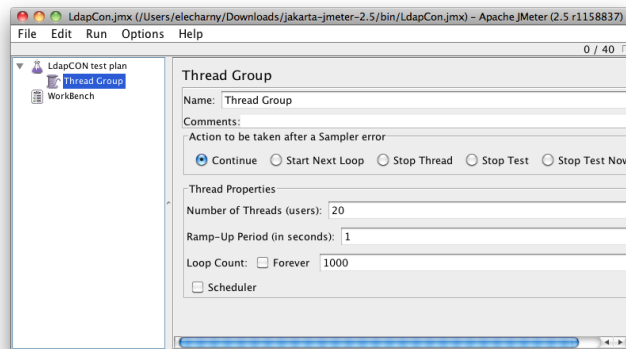 LdapCon.jmx (/Users/elecharny/Downloads/jakarta-jmeter-2.5/bin/LdapCon.jmx) – Apache JMeter (2.5 r1158837)
File Edit Run Options Help
0 / 40
LdapCON test plan
Thread Group
WorkBench
Thread Group
Name: Thread Group
Comments:
Action to be taken after a Sampler error
Continue Start Next Loop Stop Thread Stop Test Stop Test Now
Thread Properties
Number of Threads (users): 20
Ramp-Up Period (in seconds): 1
Loop Count: Forever 1000
Scheduler